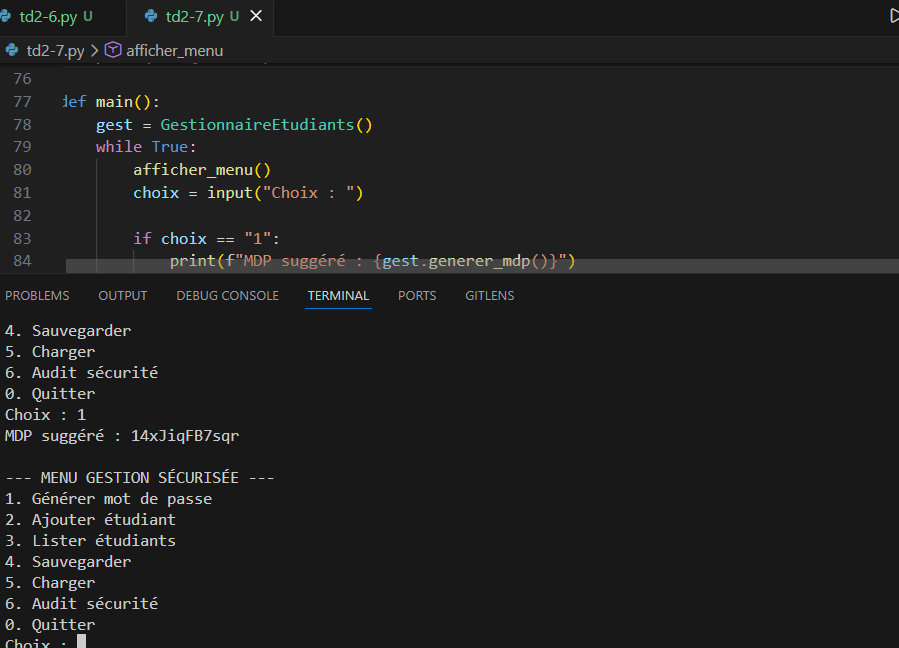 td2-6.py U td2-7.py U
td2-7.py > afficher_menu
76
77 def main():
78 gest = GestionnaireEtudiants()
79 while True:
80 afficher_menu()
81 choix = input("Choix : ")
82
83 if choix == "1":
84 print(f"MDP suggéré : {gest.generer_mdp()}")
PROBLEMS OUTPUT DEBUG CONSOLE TERMINAL PORTS GITLENS
4. Sauvegarder
5. Charger
6. Audit sécurité
0. Quitter
Choix : 1
MDP suggéré : 14xJiqFB7sqr
--- MENU GESTION SÉCURISÉE ---
1. Générer mot de passe
2. Ajouter étudiant
3. Lister étudiants
4. Sauvegarder
5. Charger
6. Audit sécurité
0. Quitter
Choix :